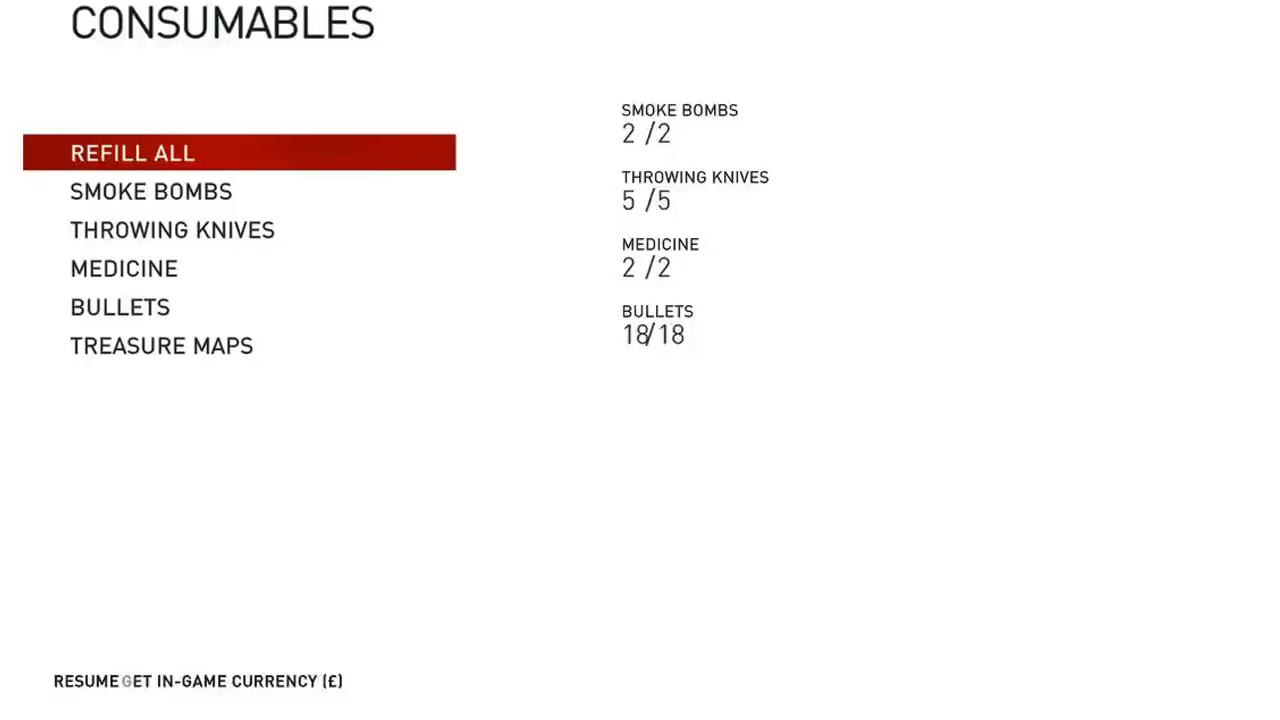 CONSUMABLES
REFILL ALL
SMOKE BOMBS
THROWING KNIVES
MEDICINE
BULLETS
TREASURE MAPS
SMOKE BOMBS
2 /2
THROWING KNIVES
5 /5
MEDICINE
2 /2
BULLETS
18/18
RESUME GET IN-GAME CURRENCY (£)